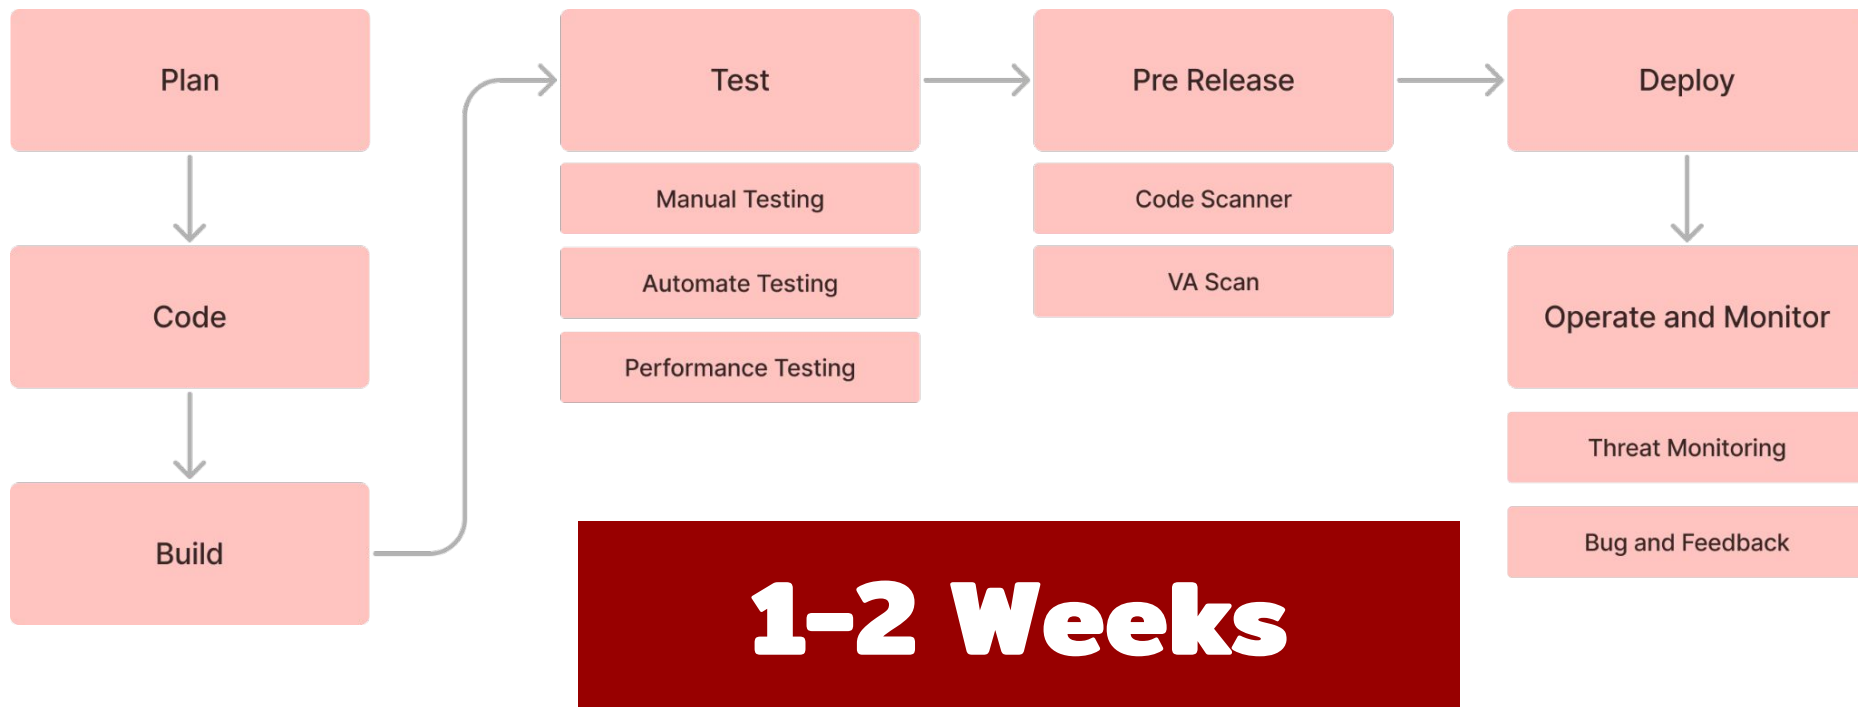 Plan
Code
Build
Test
Manual Testing
Automate Testing
Performance Testing
Pre Release
Code Scanner
VA Scan
Deploy
Operate and Monitor
Threat Monitoring
Bug and Feedback
1-2 Weeks